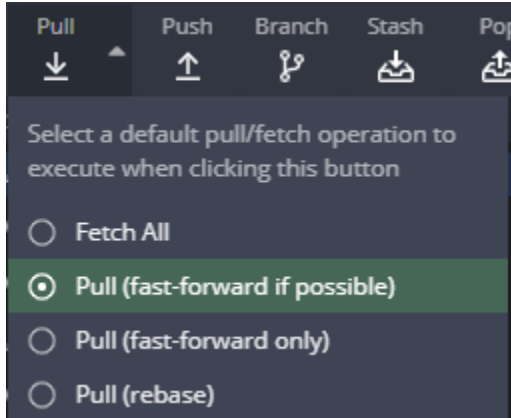 Pull Push Branch Stash Pop
Select a default pull/fetch operation to
execute when clicking this button
Fetch All
Pull (fast-forward if possible)
Pull (fast-forward only)
Pull (rebase)